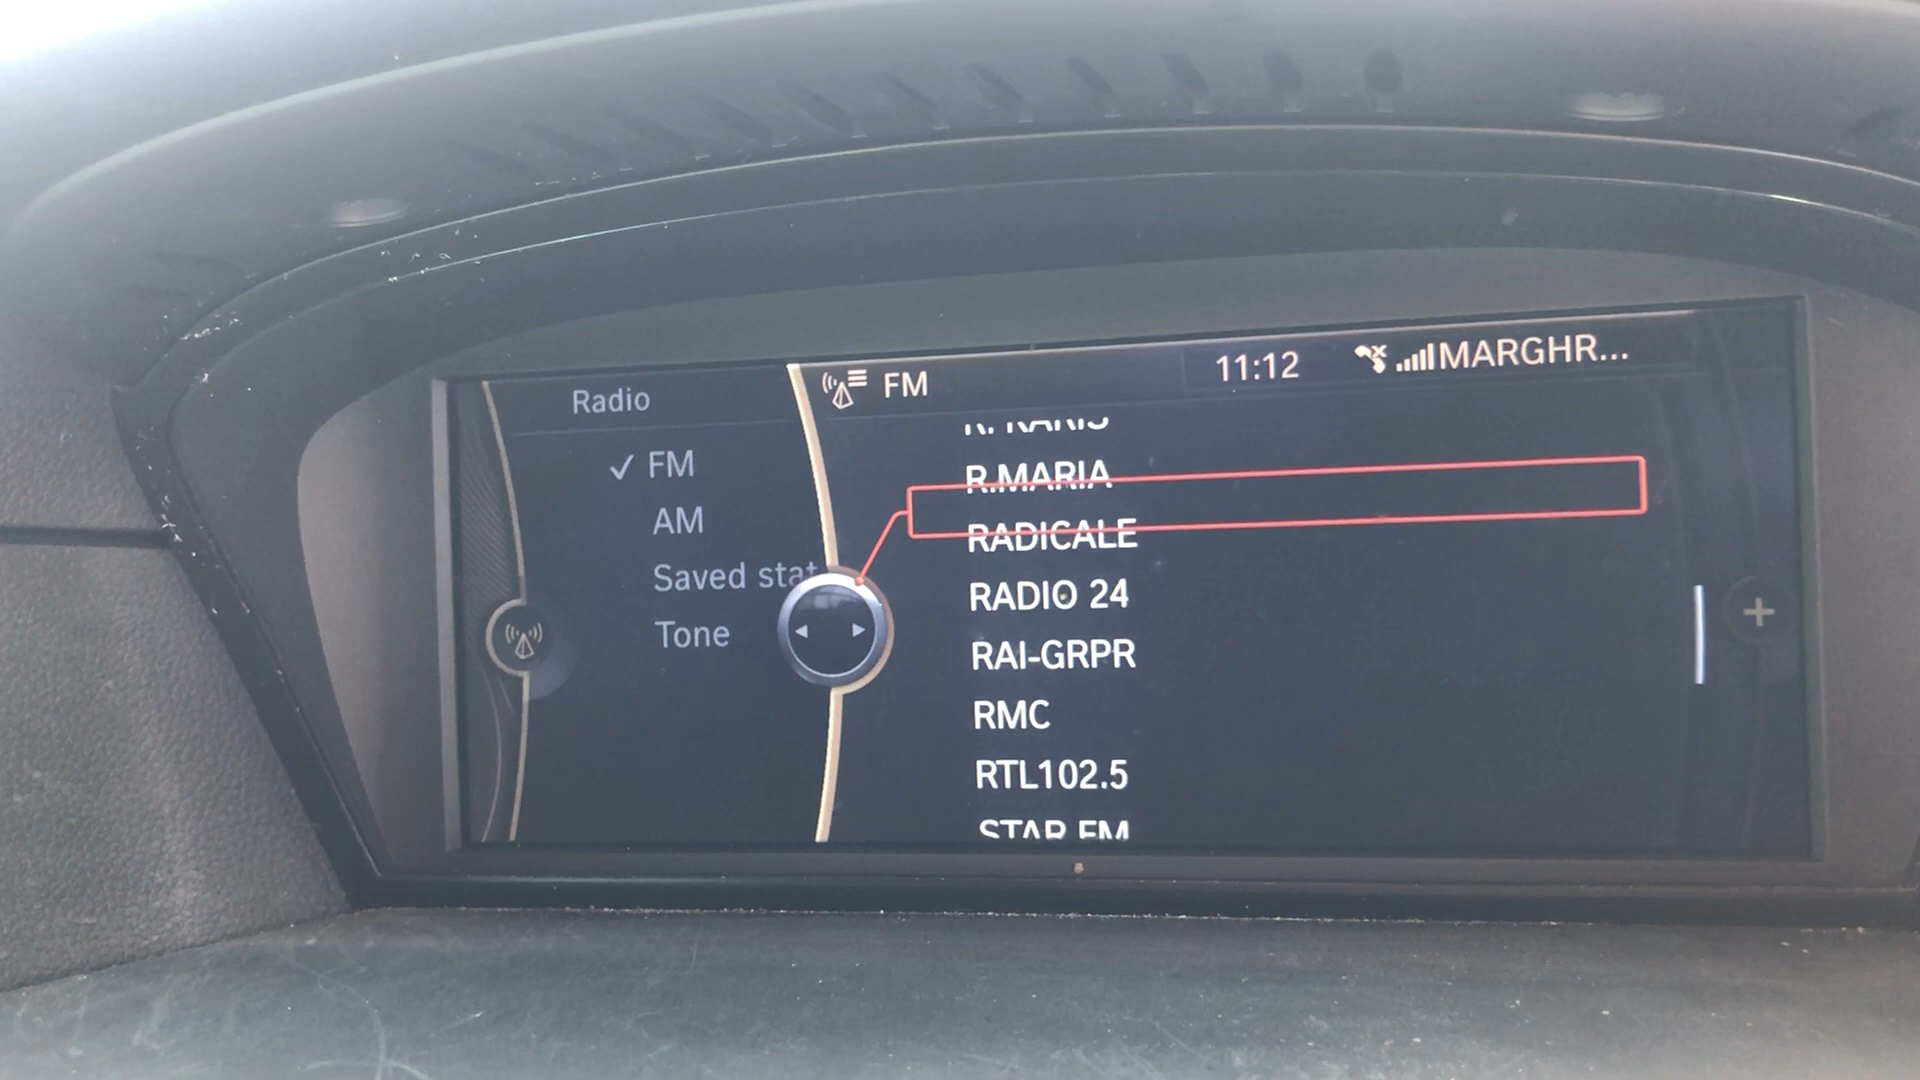 Radio
FM
AM
Saved stat
Tone
FM
11:12
MARGHR...
R.MARIA
RADICALE
RADIO 24
RAI-GRPR
RMC
RTL102.5
STAR FM